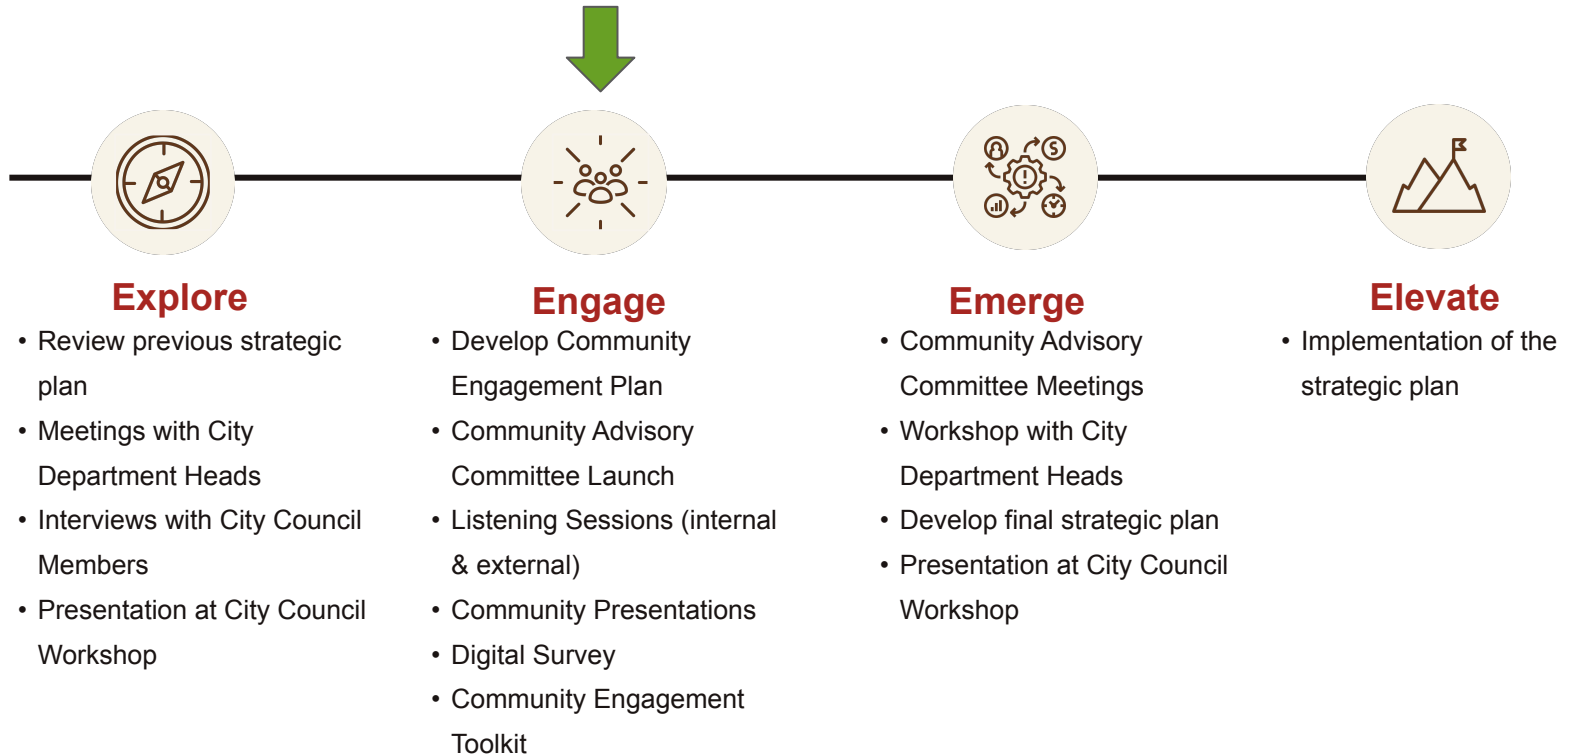 Explore
• Review previous strategic
plan
• Meetings with City
Department Heads
• Interviews with City Council
Members
• Presentation at City Council
Workshop
Engage
• Develop Community
Engagement Plan
• Community Advisory
Committee Launch
• Listening Sessions (internal
& external)
• Community Presentations
• Digital Survey
• Community Engagement
Toolkit
Emerge
• Community Advisory
Committee Meetings
• Workshop with City
Department Heads
• Develop final strategic plan
• Presentation at City Council
Workshop
Elevate
• Implementation of the
strategic plan